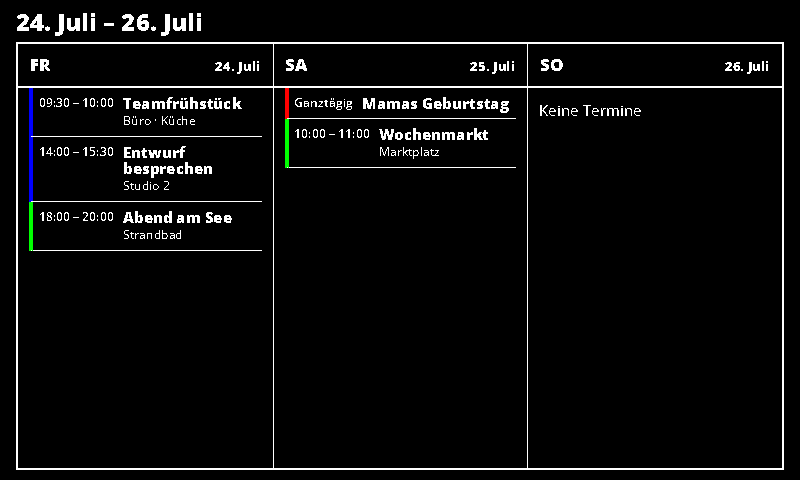 24. Juli – 26. Juli
FR 24. Juli
09:30 – 10:00 Teamfrühstück
Büro · Küche
14:00 – 15:30 Entwurf
besprechen
Studio 2
18:00 – 20:00 Abend am See
Strandbad
SA 25. Juli
Ganztägig Mamas Geburtstag
10:00 – 11:00 Wochenmarkt
Marktplatz
SO 26. Juli
Keine Termine